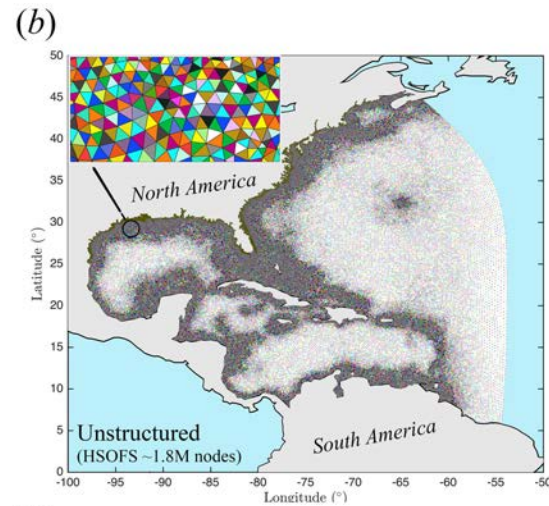 (b)
50
45
40
35
30
25
20
15
10
5
0
Latitude (°)
North America
South America
Unstructured
(HSOFS ~1.8M nodes)
-100 -95 -90 -85 -80 -75 -70 -65 -60 -55 -50
Longitude (°)